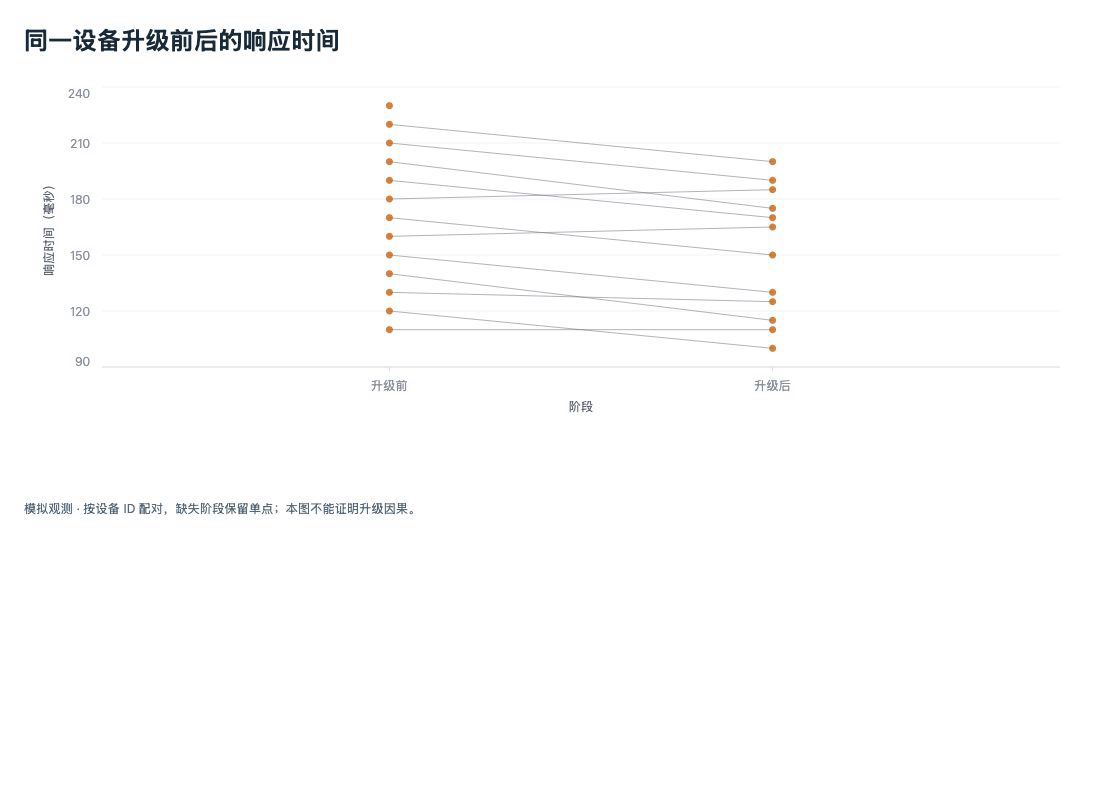 同一设备升级前后的响应时间
240
210
180
150
120
90
响应时间（毫秒）
升级前
升级后
阶段
模拟观测 · 按设备 ID 配对，缺失阶段保留单点；本图不能证明升级因果。